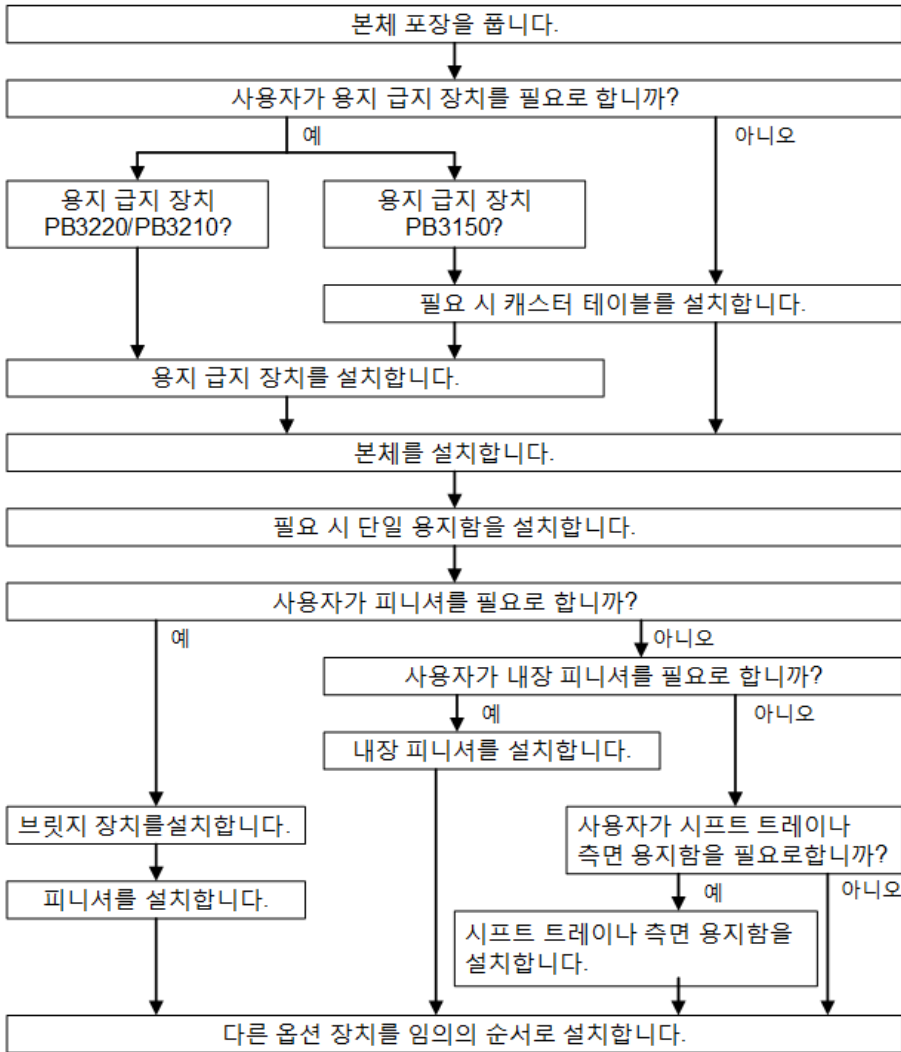 본체 포장을 풉니다.
사용자가 용지 급지 장치를 필요로 합니까?
예
아니오
용지 급지 장치
PB3220/PB3210?
용지 급지 장치
PB3150?
필요 시 캐스터 테이블를 설치합니다.
용지 급지 장치를 설치합니다.
본체를 설치합니다.
필요 시 단일 용지함을 설치합니다.
사용자가 피니셔를 필요로 합니까?
예
아니오
사용자가 내장 피니셔를 필요로 합니까?
예
아니오
내장 피니셔를 설치합니다.
브릿지 장치를설치합니다.
사용자가 시프트 트레이나
측면 용지함을 필요로합니까?
피니셔를 설치합니다.
예
아니오
시프트 트레이나 측면 용지함을
설치합니다.
다른 옵션 장치를 임의의 순서로 설치합니다.